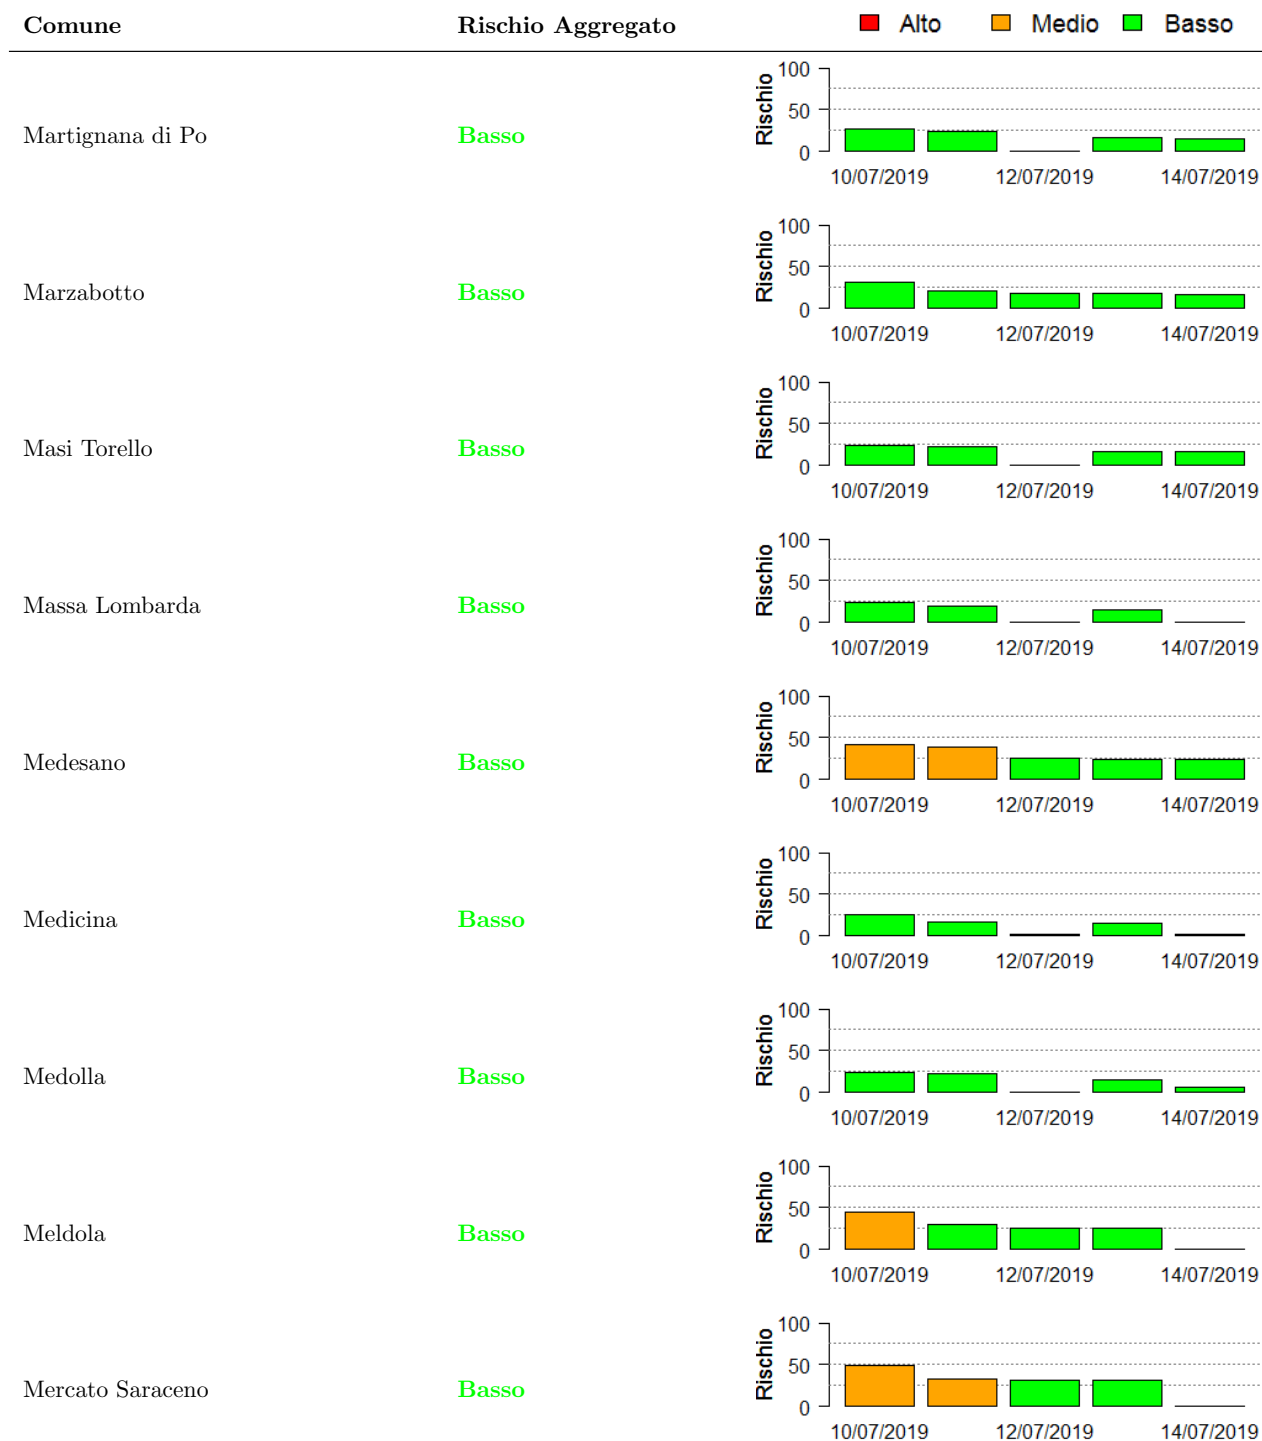 Comune Rischio Aggregato Alto Medio Basso
Martignana di Po Basso Rischio 100 50 0
10/07/2019 12/07/2019 14/07/2019
Marzabotto Basso Rischio 100 50 0
10/07/2019 12/07/2019 14/07/2019
Masi Torello Basso Rischio 100 50 0
10/07/2019 12/07/2019 14/07/2019
Massa Lombarda Basso Rischio 100 50 0
10/07/2019 12/07/2019 14/07/2019
Medesano Basso Rischio 100 50 0
10/07/2019 12/07/2019 14/07/2019
Medicina Basso Rischio 100 50 0
10/07/2019 12/07/2019 14/07/2019
Medolla Basso Rischio 100 50 0
10/07/2019 12/07/2019 14/07/2019
Meldola Basso Rischio 100 50 0
10/07/2019 12/07/2019 14/07/2019
Mercato Saraceno Basso Rischio 100 50 0
10/07/2019 12/07/2019 14/07/2019